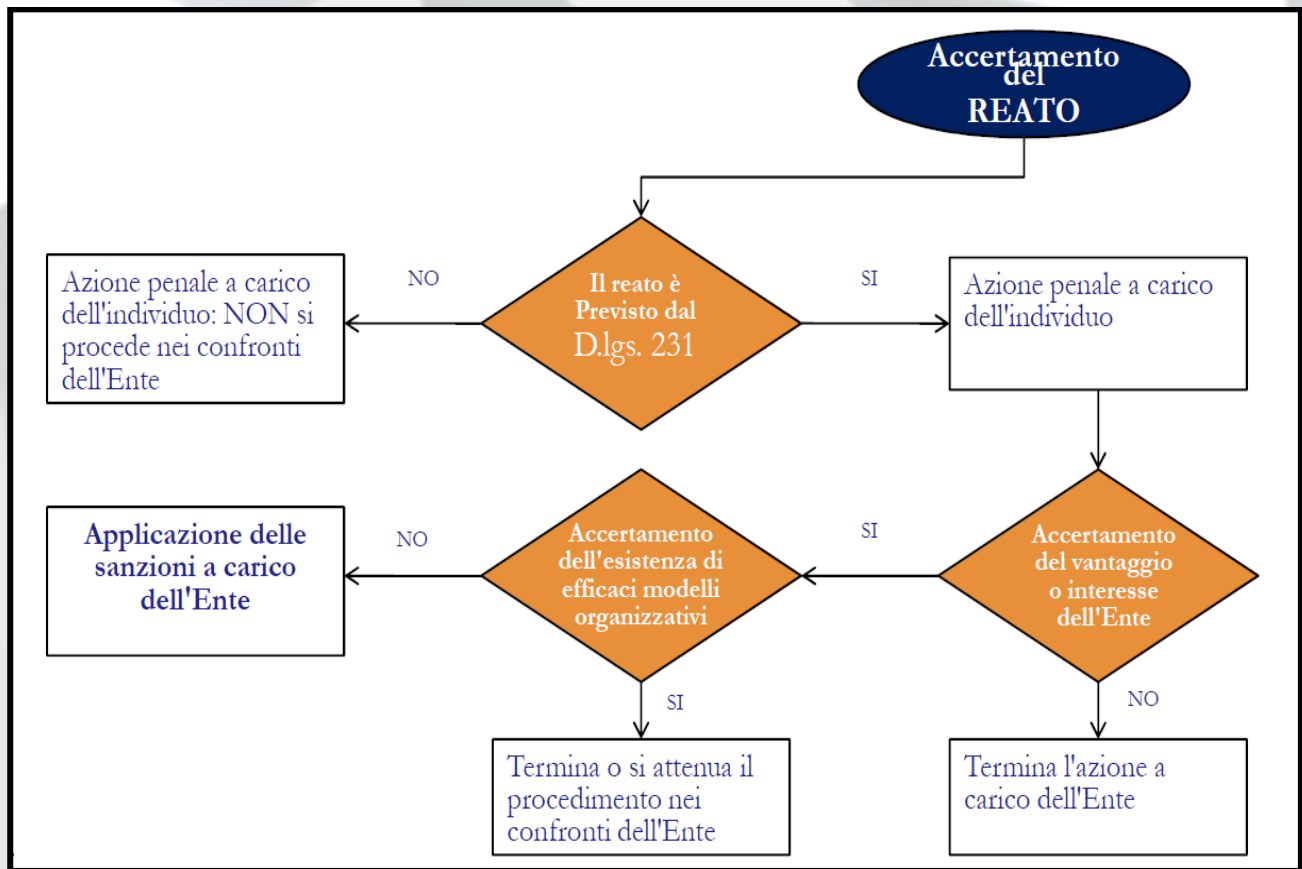 Accertamento
del
REATO
Il reato è
Previsto dal
D.lgs. 231
NO
SI
Azione penale a carico
dell'individuo: NON si
procede nei confronti
dell'Ente
Azione penale a carico
dell'individuo
Accertamento
del vantaggio
o interesse
dell'Ente
SI
NO
Accertamento
dell'esistenza di
efficaci modelli
organizzativi
NO
SI
Applicazione delle
sanzioni a carico
dell'Ente
Termina o si attenua il
procedimento nei
confronti dell'Ente
Termina l'azione a
carico dell'Ente